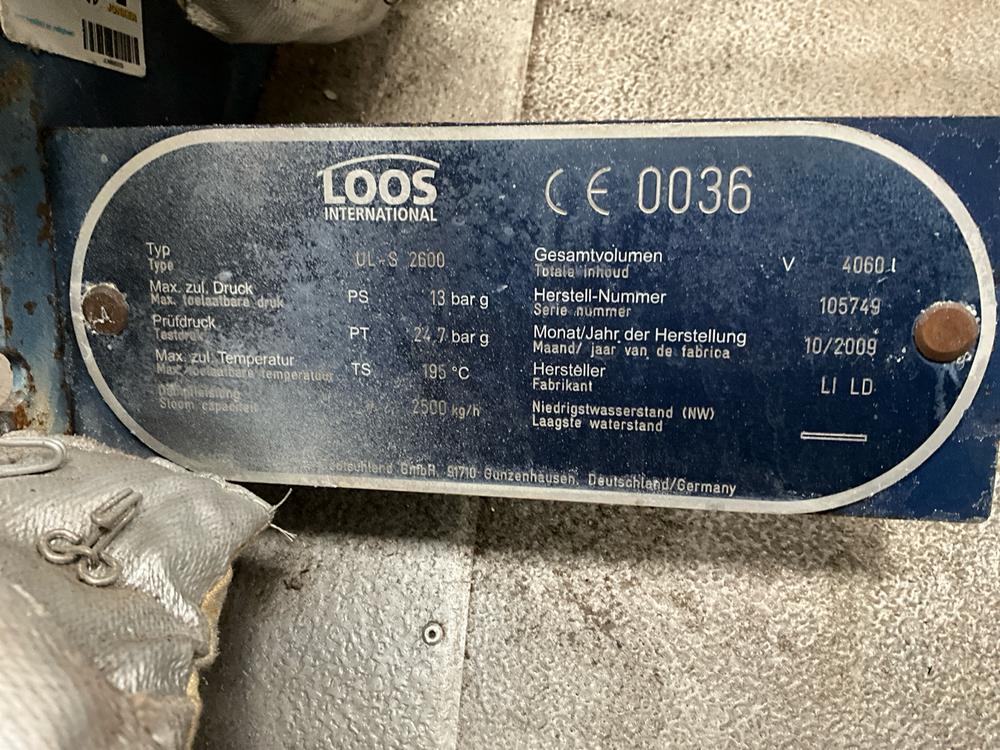 JONKER
LOOS
INTERNATIONAL
CE 0036
Typ
Type
UL-S 2600
Max. zul. Druck
Max. toelaatbare druk
PS 13 bar g
Prüfdruck
Testdruk
PT 24,7 bar g
Max. zul. Temperatur
Max. toelaatbare temperatuur
TS 195 °C
Dampfleistung
Stoom capaciteit
2500 kg/h
Gesamtvolumen
Totale inhoud
V 4060 l
Herstell-Nummer
Serie nummer
105749
Monat/Jahr der Herstellung
Maand/ jaar van de fabrica
10/2009
Hersteller
Fabrikant
LI LD
Niedrigstwasserstand (NW)
Laagste waterstand
Deutschland GmbH, 91710 Gunzenhausen, Deutschland/Germany